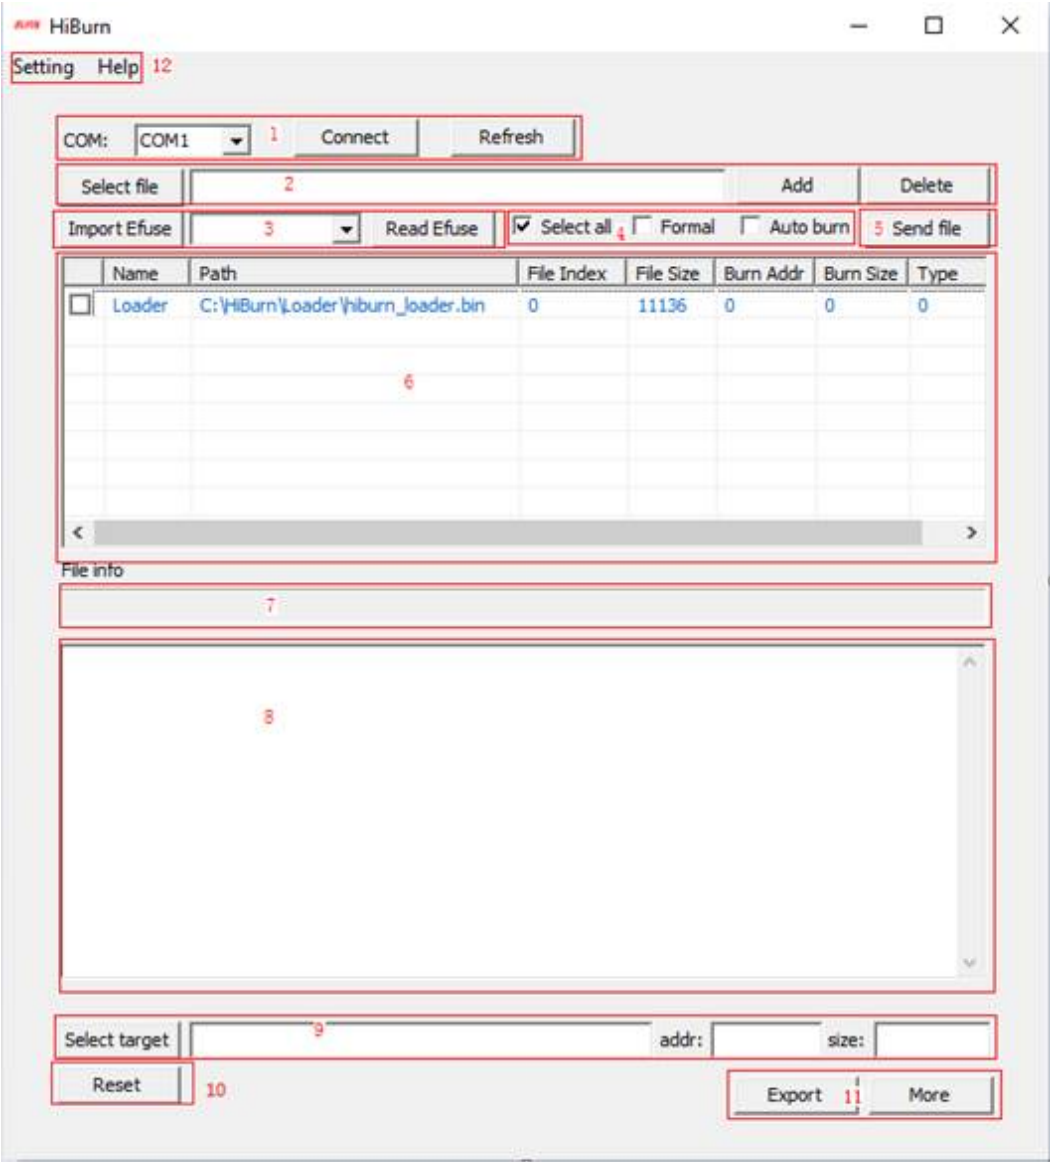 HiBurn
Setting Help 12
COM: COM1 1 Connect Refresh
Select file 2 Add Delete
Import Efuse 3 Read Efuse Select all 4 Formal Auto burn 5 Send file
Name Path File Index File Size Burn Addr Burn Size Type
Loader C:\HiBurn\Loader\hiburn_loader.bin 0 11136 0 0 0
6
File info
7
8
Select target 9 addr: size:
Reset 10 Export 11 More